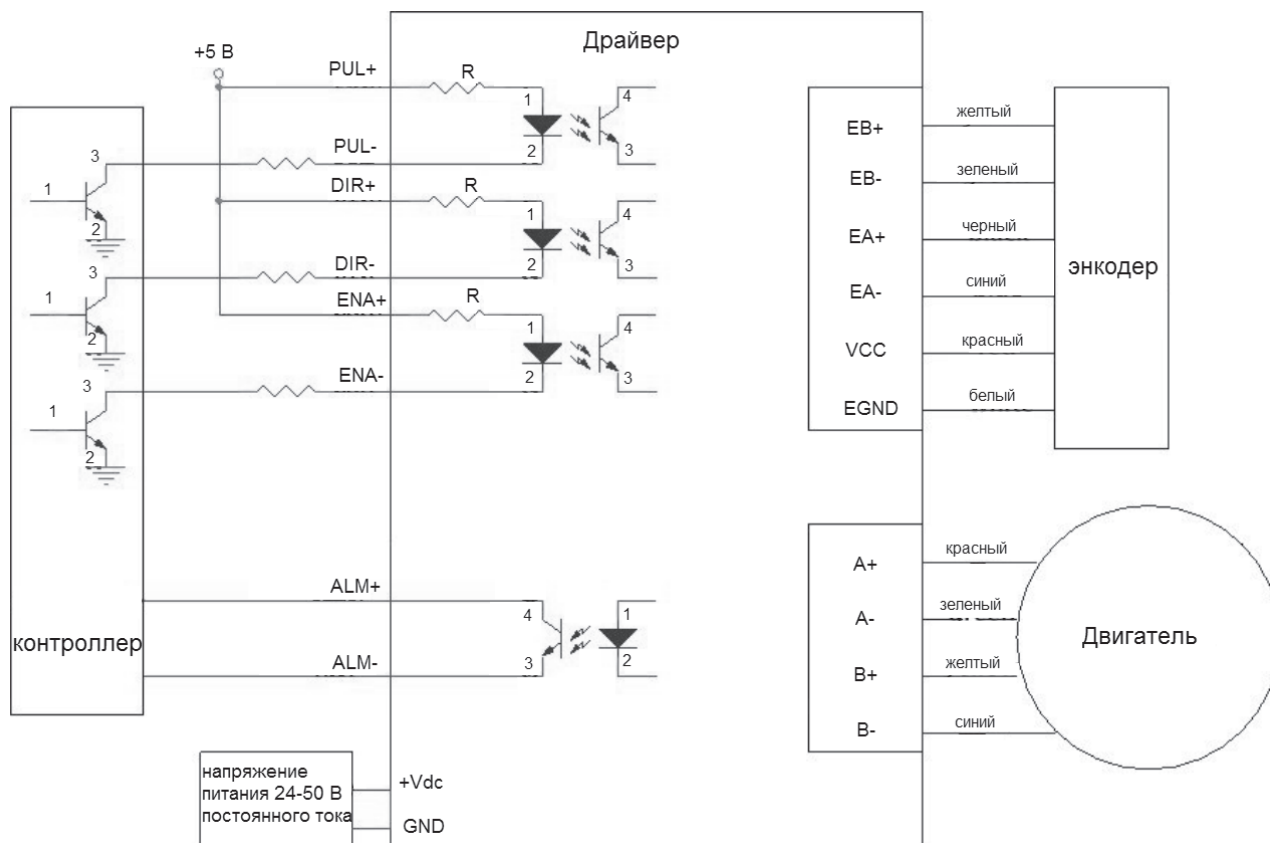 Драйвер
+5 В
PUL+
R
1
2
4
3
3
1
2
PUL-
DIR+
R
1
2
4
3
3
1
2
DIR-
ENA+
R
1
2
4
3
3
1
2
ENA-
ALM+
4
3
1
2
ALM-
контроллер
напряжение
питания 24-50 В
постоянного тока
+Vdc
GND
EB+
желтый
EB-
зеленый
EA+
черный
EA-
синий
VCC
красный
EGND
белый
энкодер
A+
красный
A-
зеленый
B+
желтый
B-
синий
Двигатель